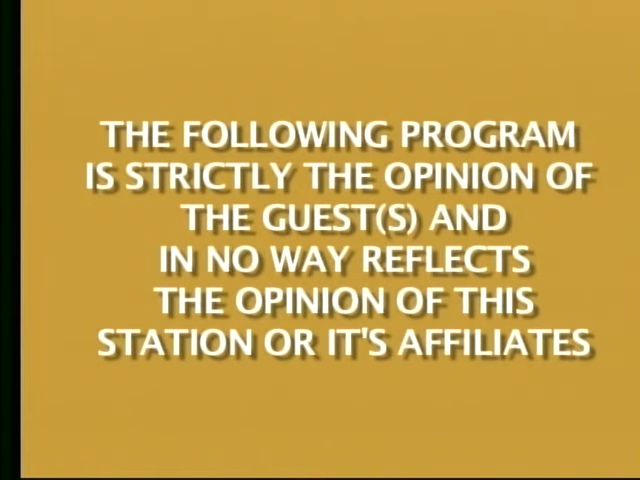 THE FOLLOWING PROGRAM
IS STRICTLY THE OPINION OF
THE GUEST(S) AND
IN NO WAY REFLECTS
THE OPINION OF THIS
STATION OR IT'S AFFILIATES